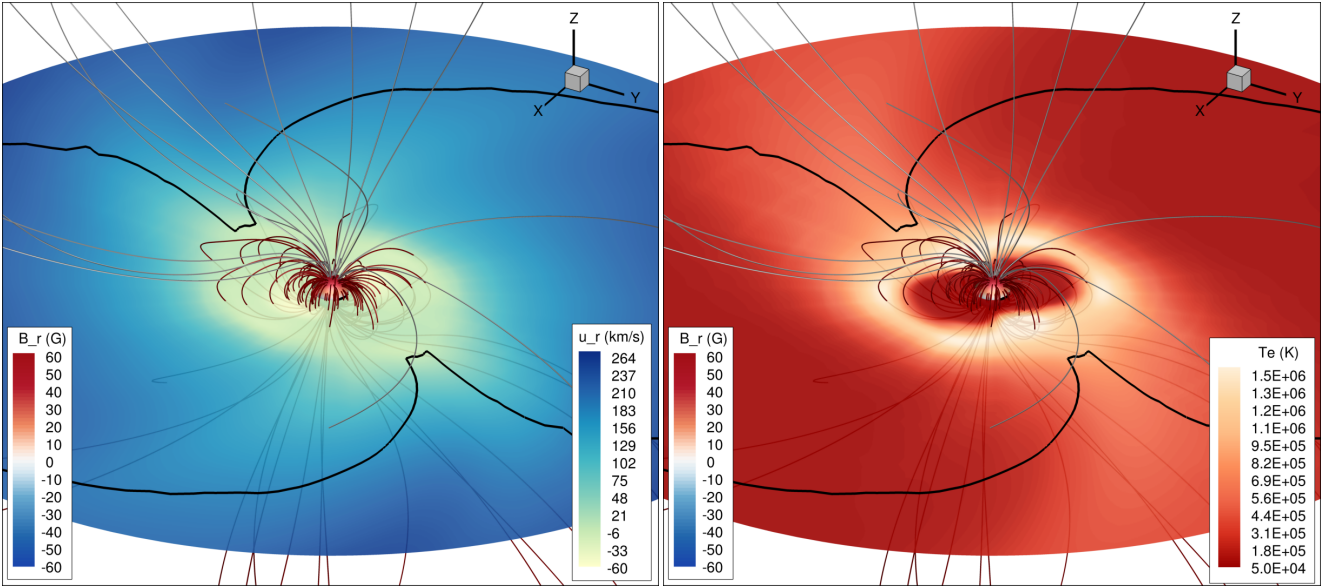 Z
X
Y
B_r (G)
60
50
40
30
20
10
0
-10
-20
-30
-40
-50
-60
u_r (km/s)
264
237
210
183
156
129
102
75
48
21
-6
-33
-60
Z
X
Y
B_r (G)
60
50
40
30
20
10
0
-10
-20
-30
-40
-50
-60
Te (K)
1.5E+06
1.3E+06
1.2E+06
1.1E+06
9.5E+05
8.2E+05
6.9E+05
5.6E+05
4.4E+05
3.1E+05
1.8E+05
5.0E+04